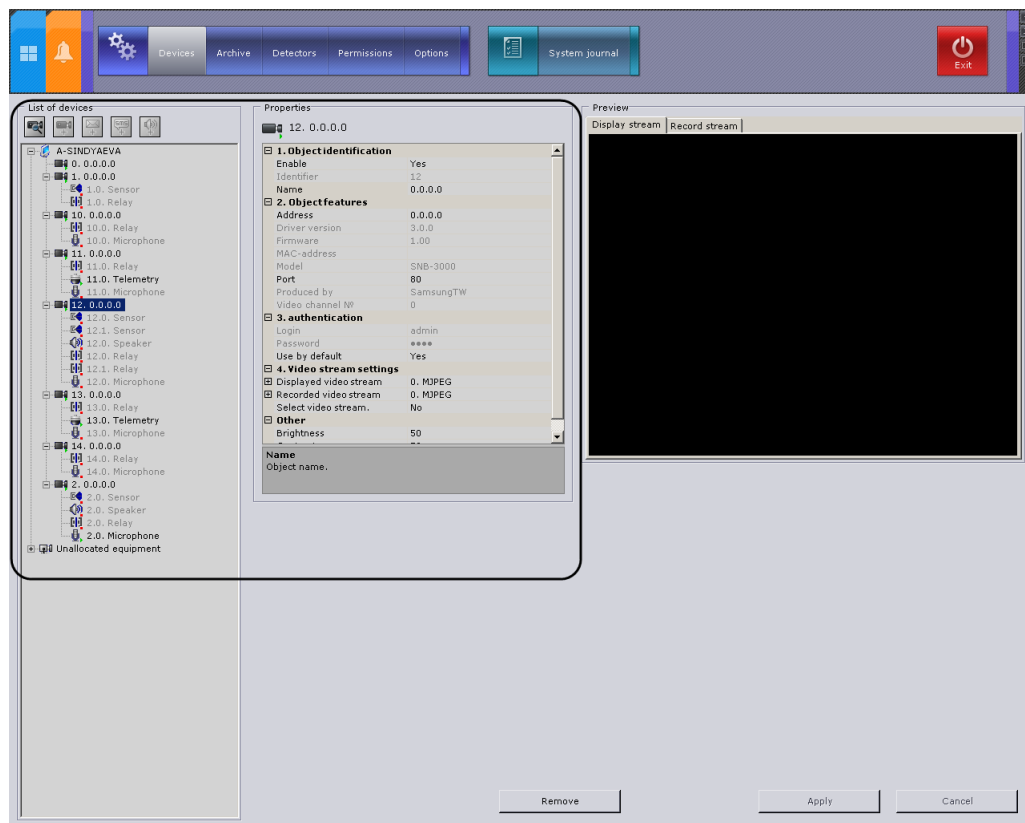 Devices Archive Detectors Permissions Options System journal Exit
List of devices
A-SINDYAEVA
0. 0.0.0.0
1. 0.0.0.0
1.0. Sensor
1.0. Relay
10. 0.0.0.0
10.0. Relay
10.0. Microphone
11. 0.0.0.0
11.0. Relay
11.0. Telemetry
11.0. Microphone
12. 0.0.0.0
12.0. Sensor
12.1. Sensor
12.0. Speaker
12.0. Relay
12.1. Relay
12.0. Microphone
13. 0.0.0.0
13.0. Relay
13.0. Telemetry
13.0. Microphone
14. 0.0.0.0
14.0. Relay
14.0. Microphone
2. 0.0.0.0
2.0. Sensor
2.0. Speaker
2.0. Relay
2.0. Microphone
Unallocated equipment
Properties
12. 0.0.0.0
1. Object identification
Enable Yes
Identifier 12
Name 0.0.0.0
2. Object features
Address 0.0.0.0
Driver version 3.0.0
Firmware 1.00
MAC-address
Model SNB-3000
Port 80
Produced by SamsungTW
Video channel № 0
3. authentication
Login admin
Password ●●●●
Use by default Yes
4. Video stream settings
Displayed video stream 0. MJPEG
Recorded video stream 0. MJPEG
Select video stream. No
Other
Brightness 50
Name
Object name.
Preview
Display stream Record stream
Remove Apply Cancel